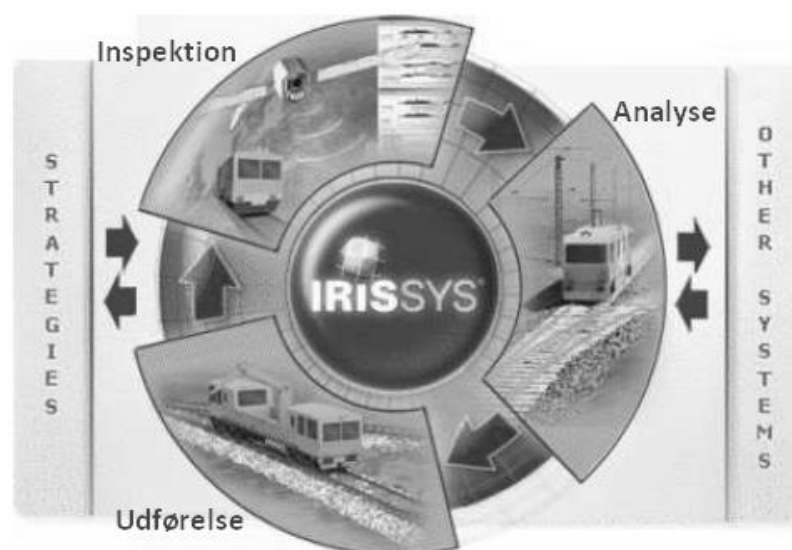 Inspektion
Analyse
STRATEGIES
IRISSYS®
OTHER SYSTEMS
Udførelse